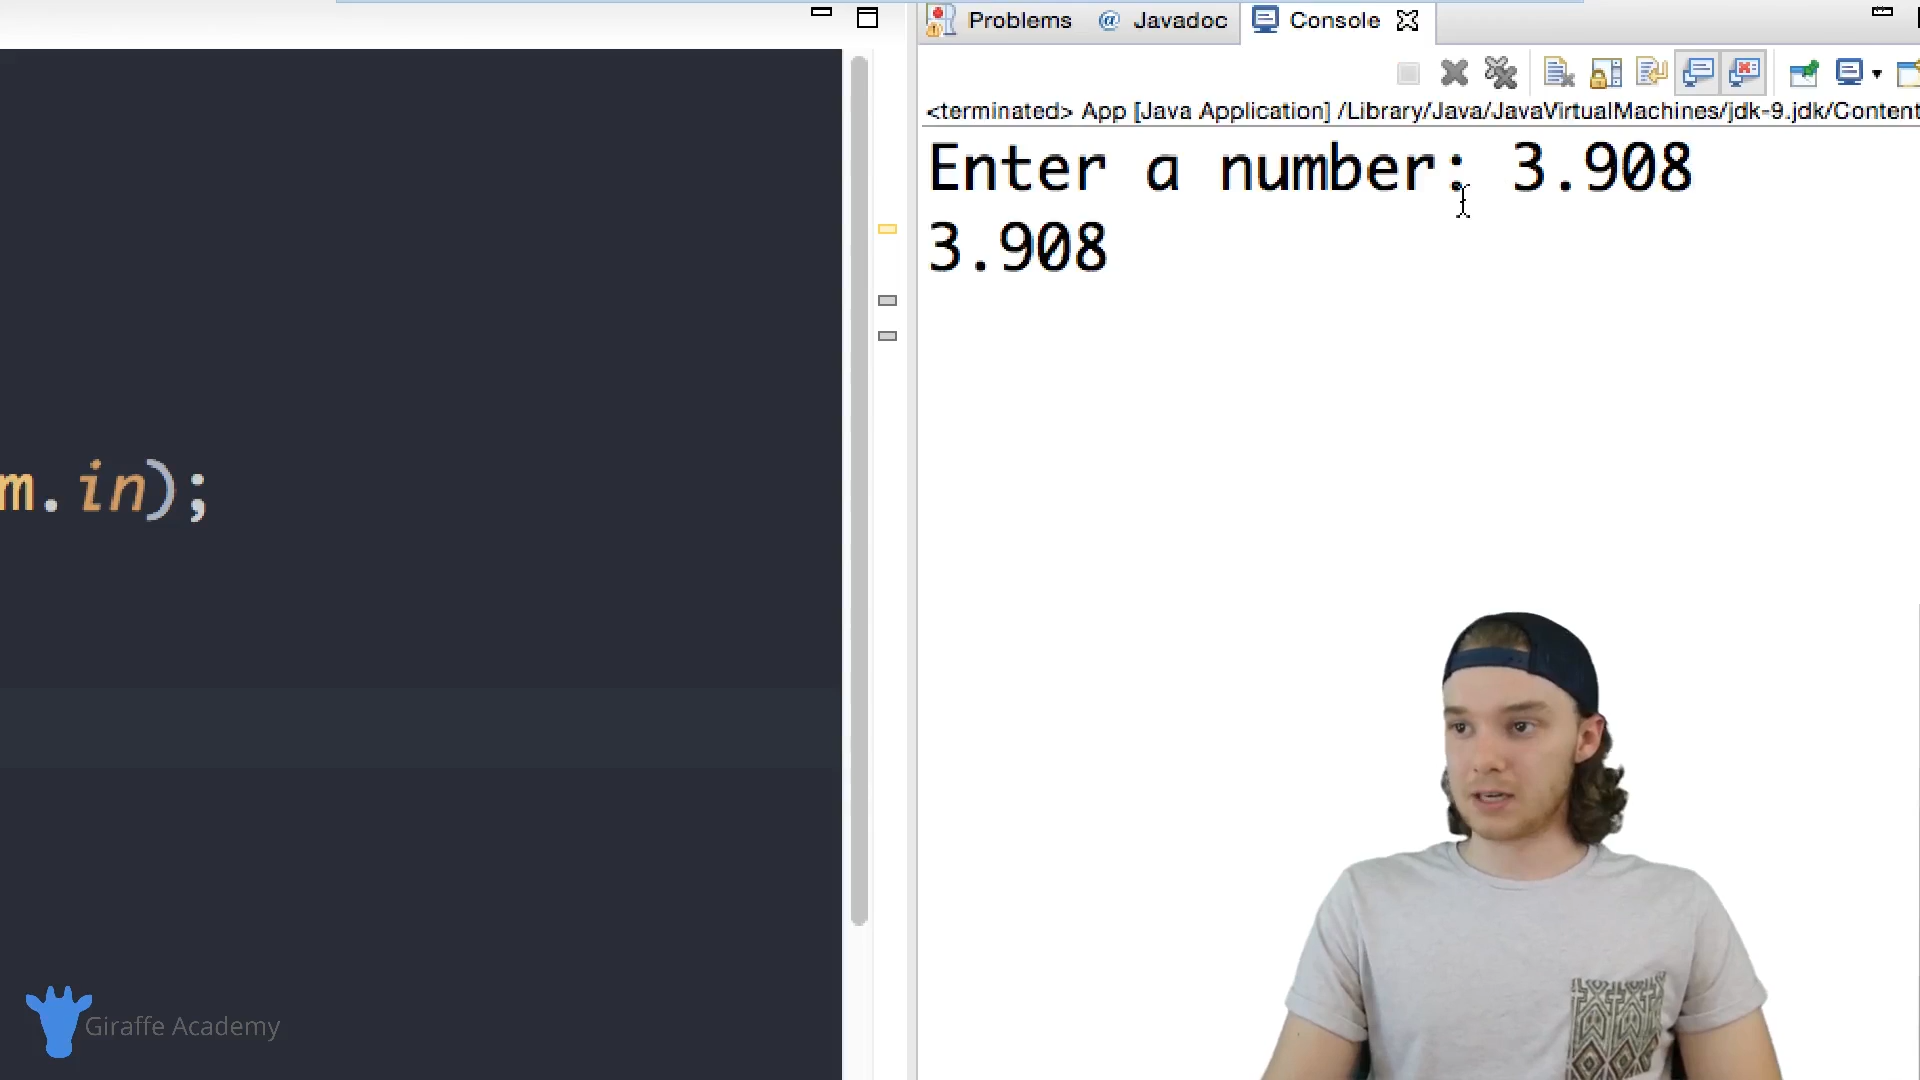 Problems @ Javadoc Console
<terminated> App [Java Application] /Library/Java/JavaVirtualMachines/jdk-9.jdk/Content
Enter a number: 3.908
3.908
m.in);
Giraffe Academy